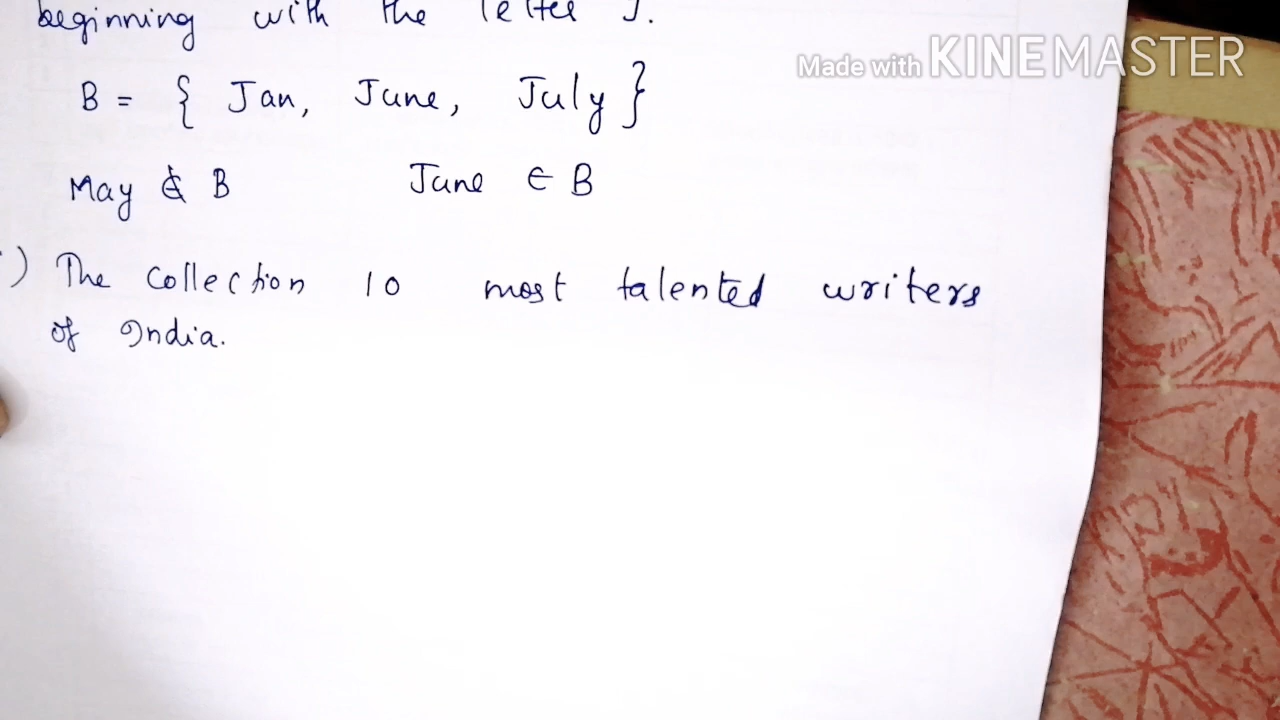 beginning with the letter J.
Made with KINEMASTER
B = { Jan, June, July }
May ∉ B June ∈ B
) The collection 10 most talented writers
of India.